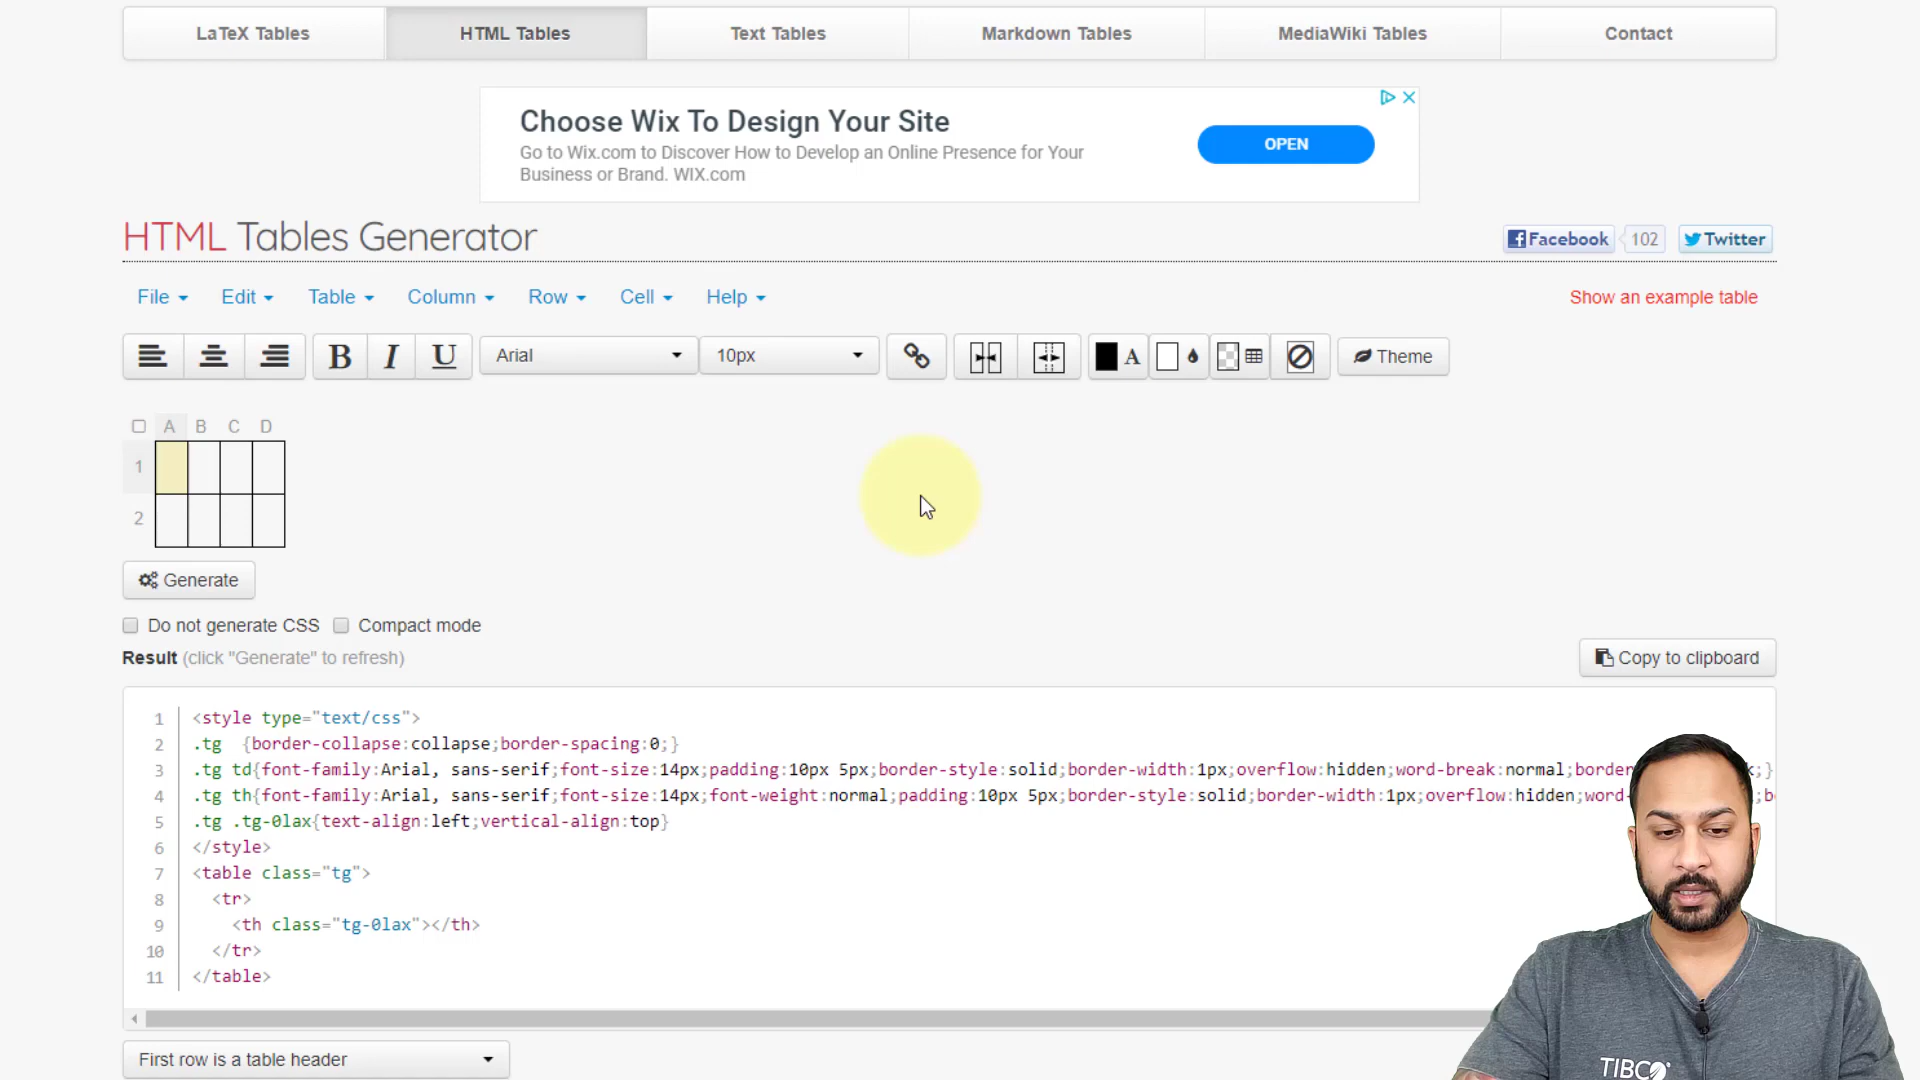 LaTeX Tables
HTML Tables
Text Tables
Markdown Tables
MediaWiki Tables
Contact
Choose Wix To Design Your Site
Go to Wix.com to Discover How to Develop an Online Presence for Your
Business or Brand. WIX.com
OPEN
HTML Tables Generator
Facebook
102
Twitter
File
Edit
Table
Column
Row
Cell
Help
Show an example table
B
I
U
Arial
10px
A
Theme
A B C D
1
2
Generate
Do not generate CSS
Compact mode
Result (click "Generate" to refresh)
Copy to clipboard
1 <style type="text/css">
2 .tg  {border-collapse:collapse;border-spacing:0;}
3 .tg td{font-family:Arial, sans-serif;font-size:14px;padding:10px 5px;border-style:solid;border-width:1px;overflow:hidden;word-break:normal;border k;}
4 .tg th{font-family:Arial, sans-serif;font-size:14px;font-weight:normal;padding:10px 5px;border-style:solid;border-width:1px;overflow:hidden;word-
5 .tg .tg-0lax{text-align:left;vertical-align:top}
6 </style>
7 <table class="tg">
8 <tr>
9 <th class="tg-0lax"></th>
10 </tr>
11 </table>
First row is a table header
TIBCO